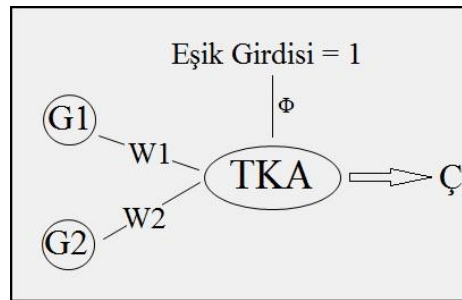 Eşik Girdisi = 1
Φ
G1
W1
TKA
Ç
W2
G2